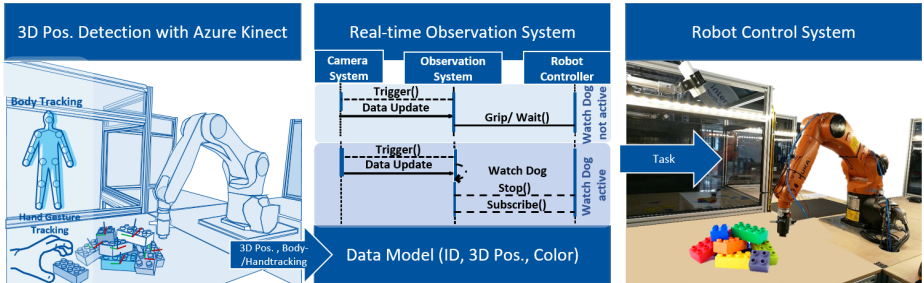 3D Pos. Detection with Azure Kinect
Body Tracking
Hand Gesture
Tracking
3D Pos. , Body-
/Handtracking
Real-time Observation System
Camera
System
Observation
System
Robot
Controller
Trigger()
Data Update
Grip/ Wait()
Watch Dog
not active
Trigger()
Data Update
Watch Dog
Stop()
Subscribe()
Watch Dog
active
Data Model (ID, 3D Pos., Color)
Robot Control System
Task